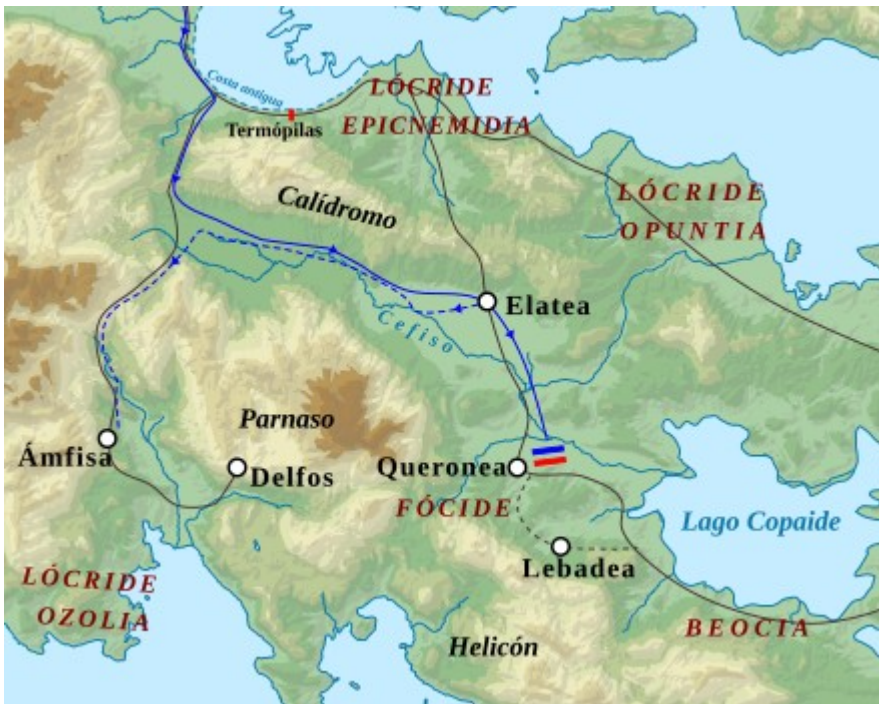 Costa antigua
LÓCRIDE
EPICNEMIDIA
Termópilas
Calídromo
LÓCRIDE
OPUNTIA
Elatea
Cefiso
Parnaso
Ámfisa
Delfos
Queronea
FÓCIDE
Lago Copaide
Lebadea
LÓCRIDE
OZOLIA
BEOCIA
Helicón